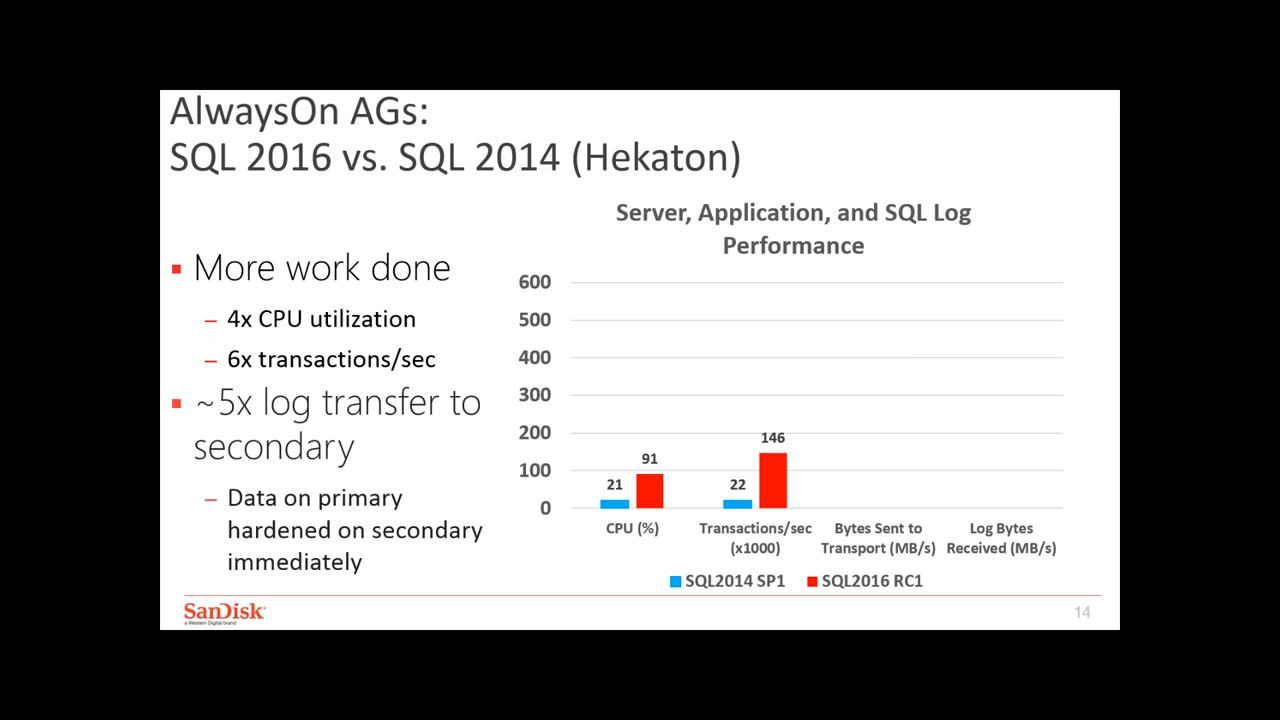 AlwaysOn AGs:
SQL 2016 vs. SQL 2014 (Hekaton)
More work done
– 4x CPU utilization
– 6x transactions/sec
~5x log transfer to
secondary
– Data on primary
hardened on secondary
immediately
Server, Application, and SQL Log
Performance
600
500
400
300
200
100
0
21
91
22
146
CPU (%)
Transactions/sec
(x1000)
Bytes Sent to
Transport (MB/s)
Log Bytes
Received (MB/s)
SQL2014 SP1
SQL2016 RC1
SanDisk
a Western Digital brand
14